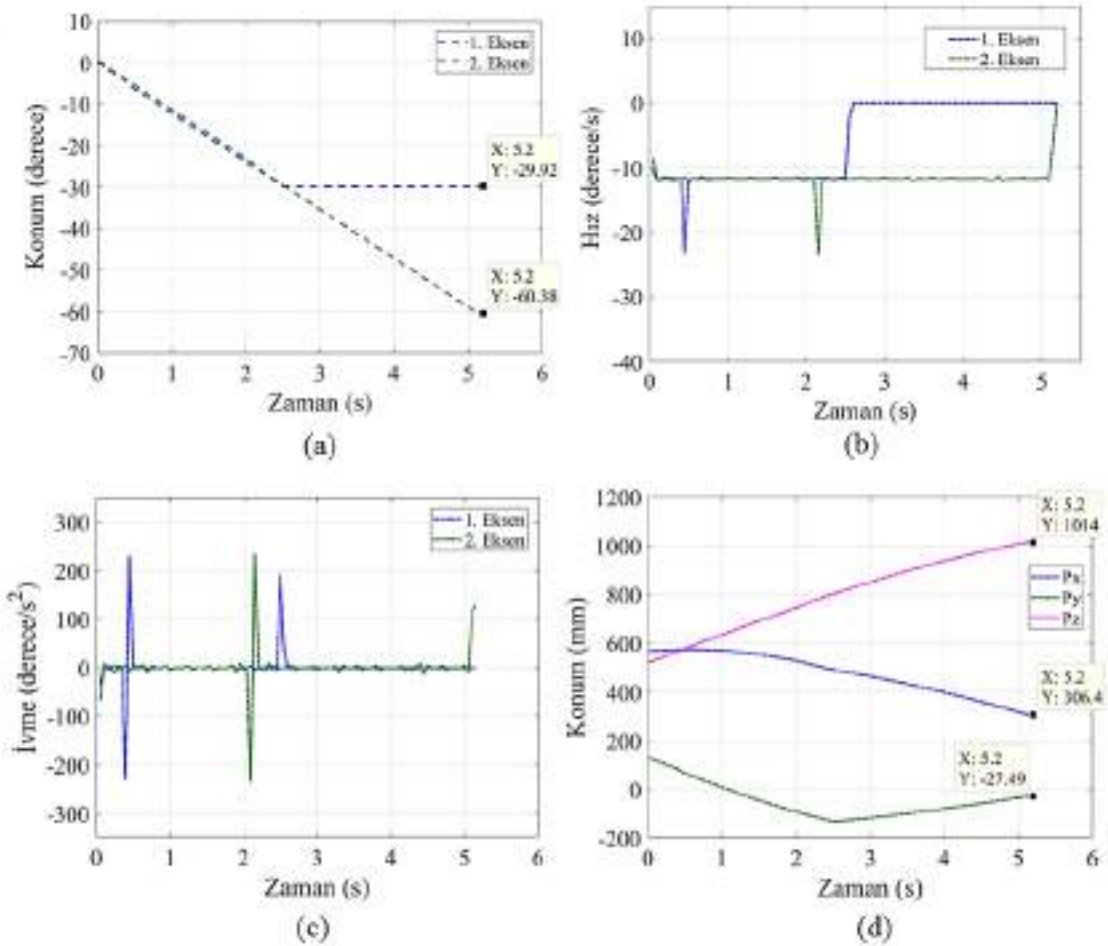 10
0
-10
-20
-30
-40
-50
-60
-70
Konum (derece)
1. Eksen
2. Eksen
X: 5.2
Y: -29.92
X: 5.2
Y: -60.38
0 1 2 3 4 5 6
Zaman (s)
(a)
10
0
-10
-20
-30
-40
Hız (derece/s)
1. Eksen
2. Eksen
0 1 2 3 4 5
Zaman (s)
(b)
300
200
100
0
-100
-200
-300
İvme (derece/s²)
1. Eksen
2. Eksen
0 1 2 3 4 5 6
Zaman (s)
(c)
1200
1000
800
600
400
200
0
-200
Konum (mm)
X: 5.2
Y: 1014
Px
Py
Pz
X: 5.2
Y: 306.4
X: 5.2
Y: -27.49
0 1 2 3 4 5 6
Zaman (s)
(d)